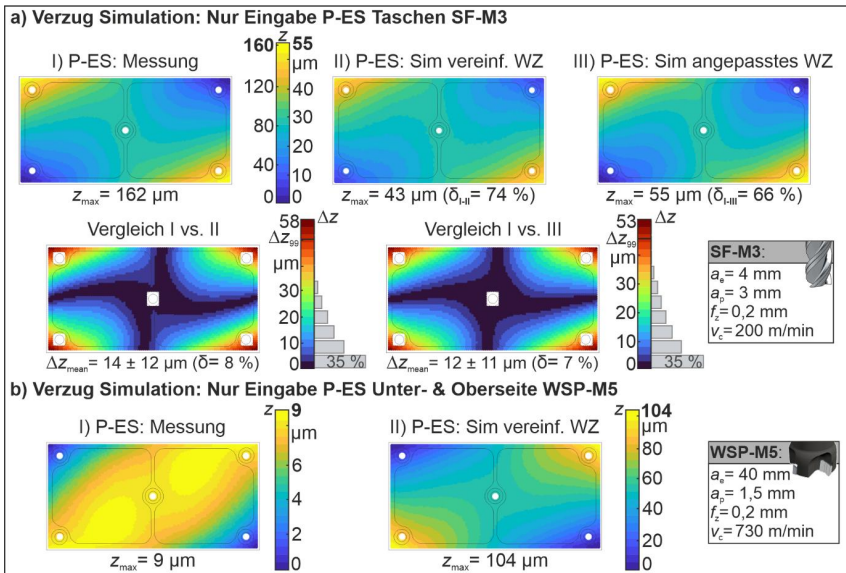 a) Verzug Simulation: Nur Eingabe P-ES Taschen SF-M3
I) P-ES: Messung
160 z 55
µm
120 40
30
80
20
40
10
0 0
z_max = 162 µm
II) P-ES: Sim vereinf. WZ
z_max = 43 µm (δ_I-II = 74 %)
III) P-ES: Sim angepasstes WZ
z_max = 55 µm (δ_I-III = 66 %)
Vergleich I vs. II
58 Δz
Δz_99
µm
30
20
10
0
35 %
Δz_mean = 14 ± 12 µm (δ= 8 %)
Vergleich I vs. III
53 Δz
Δz_99
µm
30
20
10
0
35 %
Δz_mean = 12 ± 11 µm (δ= 7 %)
SF-M3:
a_e = 4 mm
a_p = 3 mm
f_z = 0,2 mm
v_c = 200 m/min
b) Verzug Simulation: Nur Eingabe P-ES Unter- & Oberseite WSP-M5
I) P-ES: Messung
z
9
µm
6
4
2
0
z_max = 9 µm
II) P-ES: Sim vereinf. WZ
z
104
µm
80
60
40
20
0
z_max = 104 µm
WSP-M5:
a_e = 40 mm
a_p = 1,5 mm
f_z = 0,2 mm
v_c = 730 m/min